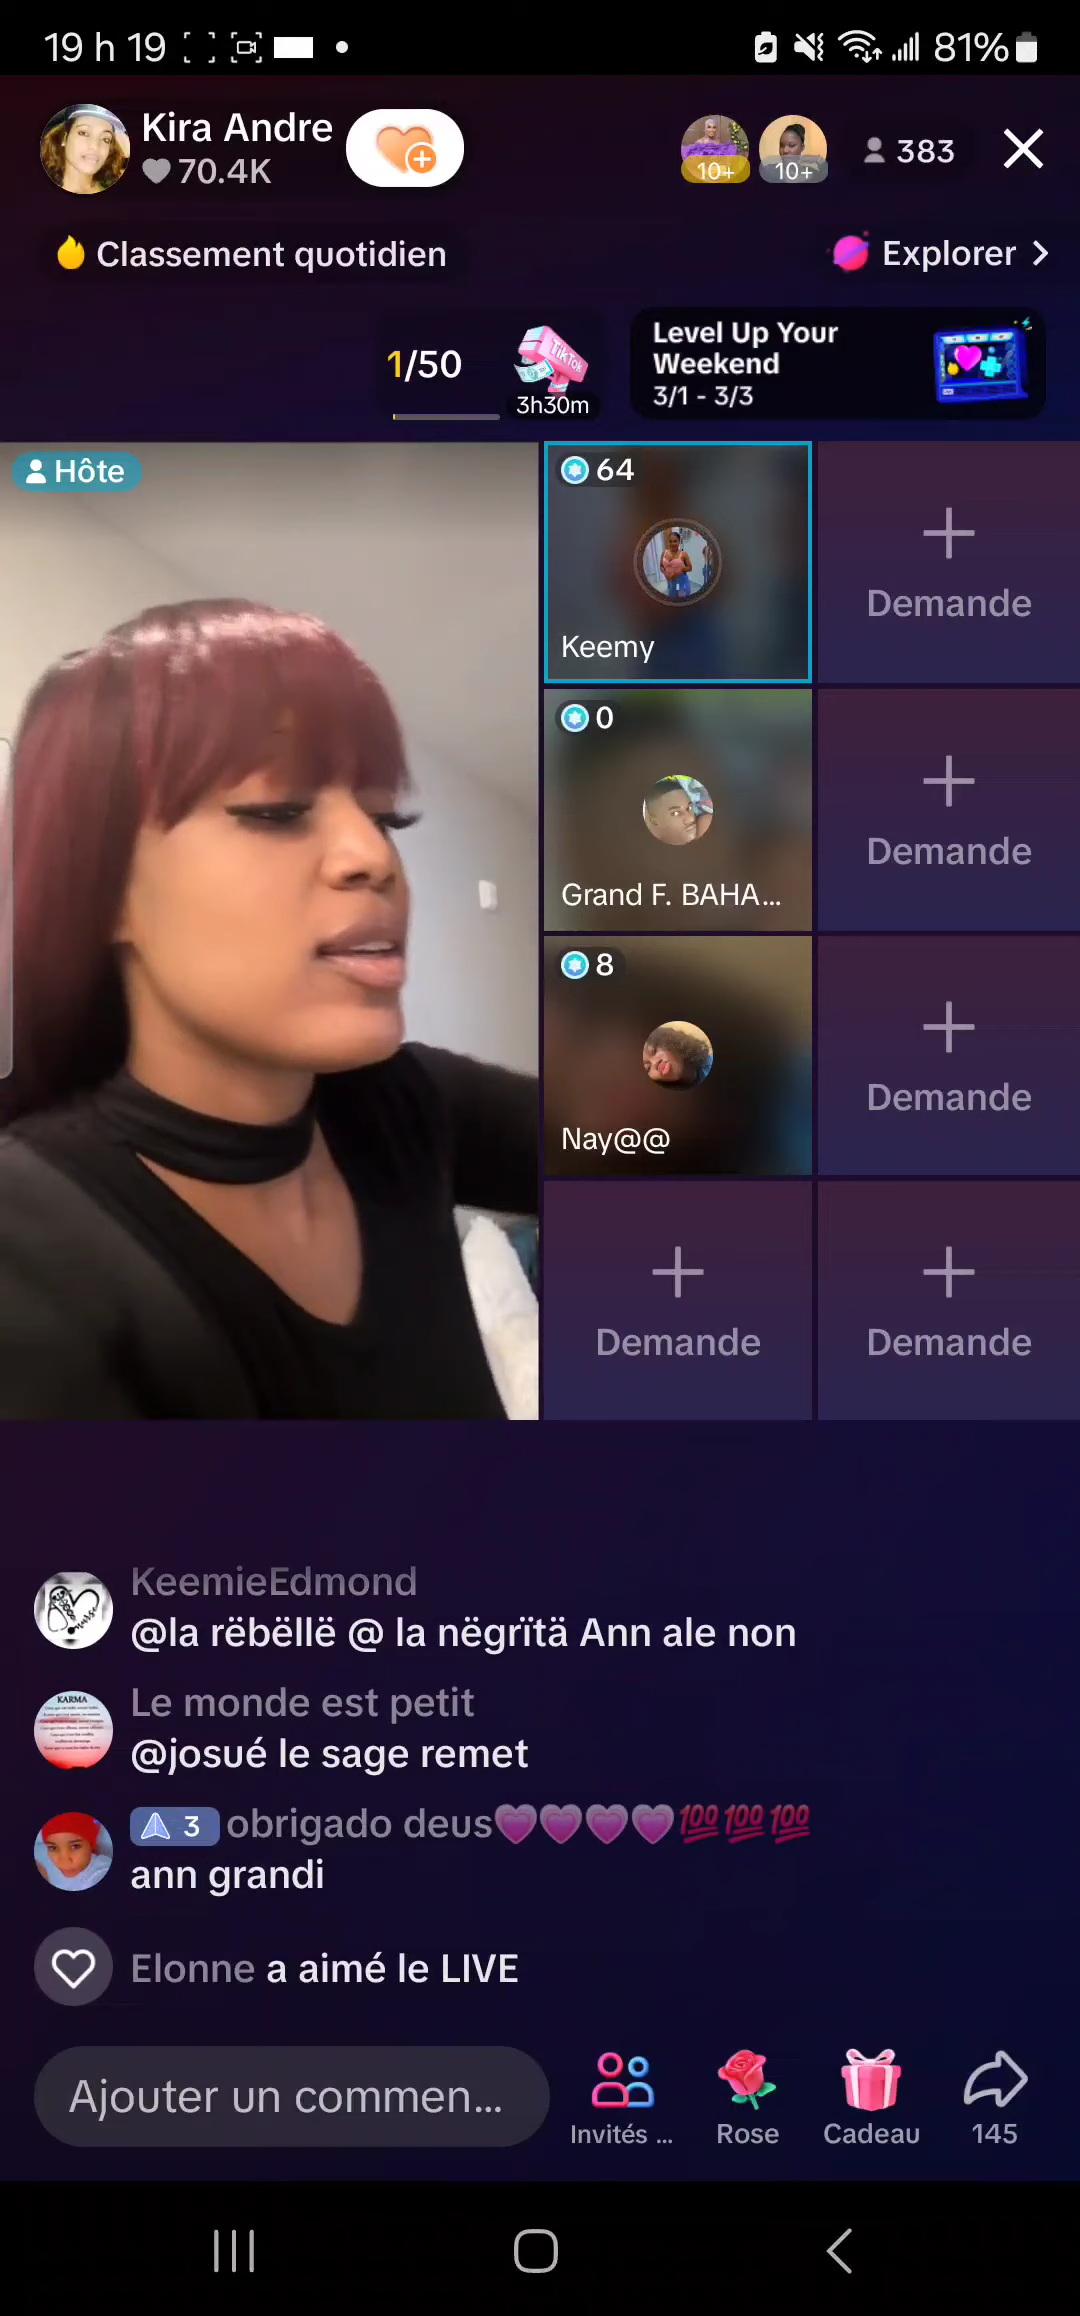 19 h 19
81%
Kira Andre
70.4K
10+
10+
383
Classement quotidien
Explorer
1/50
TikTok
3h30m
Level Up Your
Weekend
3/1 - 3/3
Hôte
64
Keemy
Demande
0
Grand F. BAHA...
Demande
8
Nay@@
Demande
Demande
Demande
KeemieEdmond
@la rëbëllë @ la nëgrïtä Ann ale non
KARMA
Le monde est petit
@josué le sage remet
3 obrigado deus💗💗💗💗💯💯💯
ann grandi
Elonne a aimé le LIVE
Ajouter un commen...
Invités ...
Rose
Cadeau
145